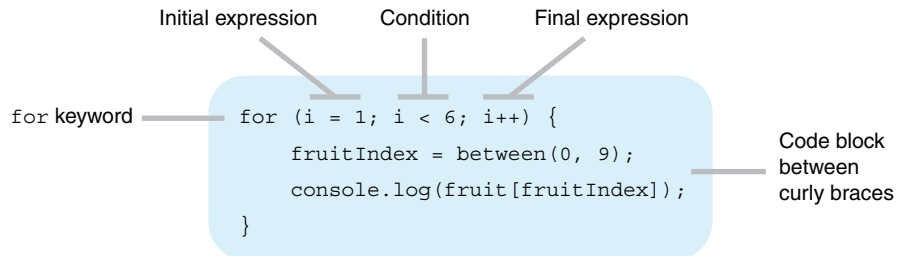 Initial expression Condition Final expression
for keyword
for (i = 1; i < 6; i++) {
fruitIndex = between(0, 9);
console.log(fruit[fruitIndex]);
}
Code block
between
curly braces